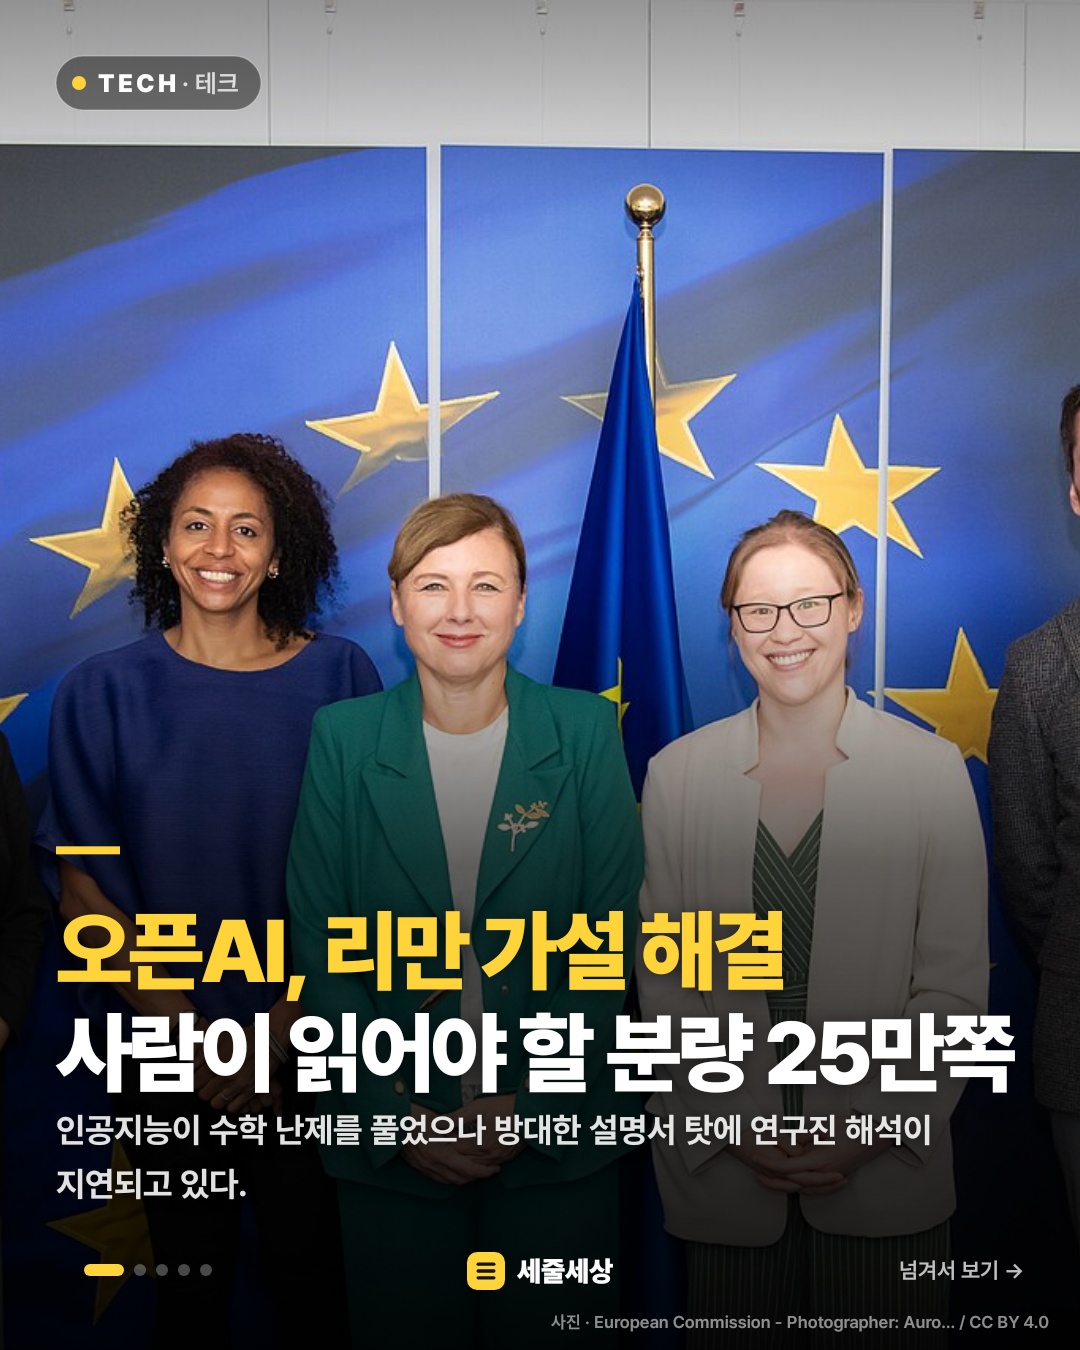 TECH · 테크
오픈AI, 리만 가설 해결
사람이 읽어야 할 분량 25만쪽
인공지능이 수학 난제를 풀었으나 방대한 설명서 탓에 연구진 해석이
지연되고 있다.
세줄세상
넘겨서 보기 →
사진 · European Commission - Photographer: Auro... / CC BY 4.0